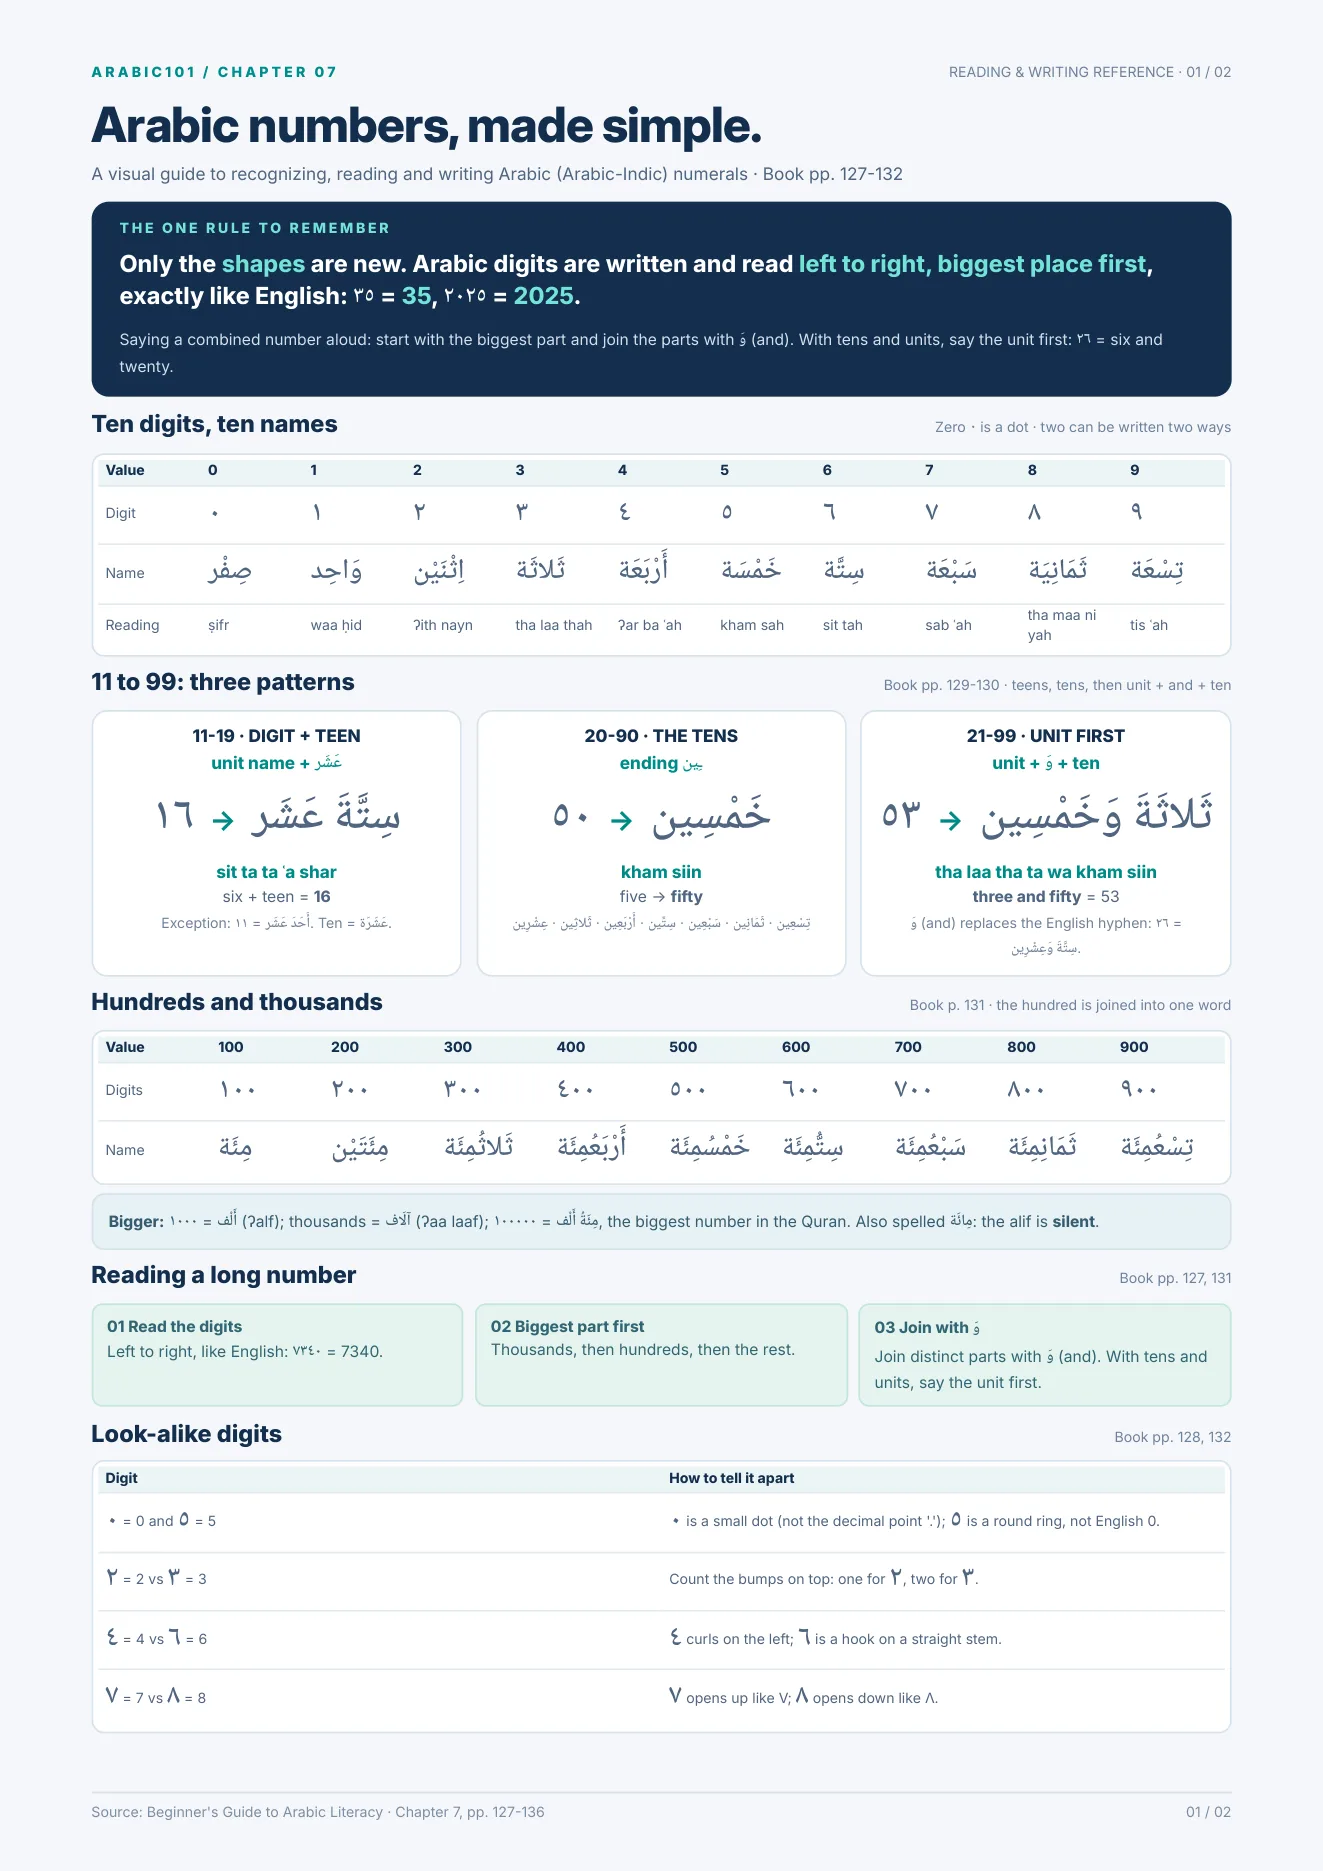 ARABIC101 / CHAPTER 07
READING & WRITING REFERENCE · 01 / 02
Arabic numbers, made simple.
A visual guide to recognizing, reading and writing Arabic (Arabic-Indic) numerals · Book pp. 127-132
THE ONE RULE TO REMEMBER
Only the shapes are new. Arabic digits are written and read left to right, biggest place first,
exactly like English: ٣٥ = 35, ٢٠٢٥ = 2025.
Saying a combined number aloud: start with the biggest part and join the parts with وَ (and). With tens and units, say the unit first: ٢٦ = six and
twenty.
Ten digits, ten names
Zero ٠ is a dot · two can be written two ways
Value 0 1 2 3 4 5 6 7 8 9
Digit ٠ ١ ٢ ٣ ٤ ٥ ٦ ٧ ٨ ٩
Name صِفْر وَاحِد اِثْنَيْن ثَلاثَة أَرْبَعَة خَمْسَة سِتَّة سَبْعَة ثَمَانِيَة تِسْعَة
Reading ṣifr waa ḥid ʔith nayn tha laa thah ʔar ba ʿah kham sah sit tah sab ʿah tha maa ni yah tis ʿah
11 to 99: three patterns
Book pp. 129-130 · teens, tens, then unit + and + ten
11-19 · DIGIT + TEEN
unit name + عَشَر
١٦ → سِتَّةَ عَشَر
sit ta ta ʿa shar
six + teen = 16
Exception: ١١ = أَحَدَ عَشَر. Ten = عَشَرَة.
20-90 · THE TENS
ending ـِين
٥٠ → خَمْسِين
kham siin
five → fifty
عِشْرِين · ثَلاثِين · أَرْبَعِين · سِتِّين · سَبْعِين · ثَمَانِين · تِسْعِين
21-99 · UNIT FIRST
unit + وَ + ten
٥٣ → ثَلاثَةَ وَخَمْسِين
tha laa tha ta wa kham siin
three and fifty = 53
وَ (and) replaces the English hyphen: ٢٦ =
سِتَّةَ وَعِشْرِين.
Hundreds and thousands
Book p. 131 · the hundred is joined into one word
Value 100 200 300 400 500 600 700 800 900
Digits ١٠٠ ٢٠٠ ٣٠٠ ٤٠٠ ٥٠٠ ٦٠٠ ٧٠٠ ٨٠٠ ٩٠٠
Name مِئَة مِئَتَيْن ثَلاثُمِئَة أَرْبَعُمِئَة خَمْسُمِئَة سِتُّمِئَة سَبْعُمِئَة ثَمَانِمِئَة تِسْعُمِئَة
Bigger: ١٠٠٠ = أَلْف (ʔalf); thousands = آلَاف (ʔaa laaf); ١٠٠٠٠٠ = مِئَةُ أَلْف, the biggest number in the Quran. Also spelled مِائَة: the alif is silent.
Reading a long number
Book pp. 127, 131
01 Read the digits
Left to right, like English: ٧٣٤٠ = 7340.
02 Biggest part first
Thousands, then hundreds, then the rest.
03 Join with وَ
Join distinct parts with وَ (and). With tens and
units, say the unit first.
Look-alike digits
Book pp. 128, 132
Digit How to tell it apart
٠ = 0 and ٥ = 5 ٠ is a small dot (not the decimal point '.'); ٥ is a round ring, not English 0.
٢ = 2 vs ٣ = 3 Count the bumps on top: one for ٢, two for ٣.
٤ = 4 vs ٦ = 6 ٤ curls on the left; ٦ is a hook on a straight stem.
٧ = 7 vs ٨ = 8 ٧ opens up like V; ٨ opens down like Λ.
Source: Beginner's Guide to Arabic Literacy · Chapter 7, pp. 127-136
01 / 02